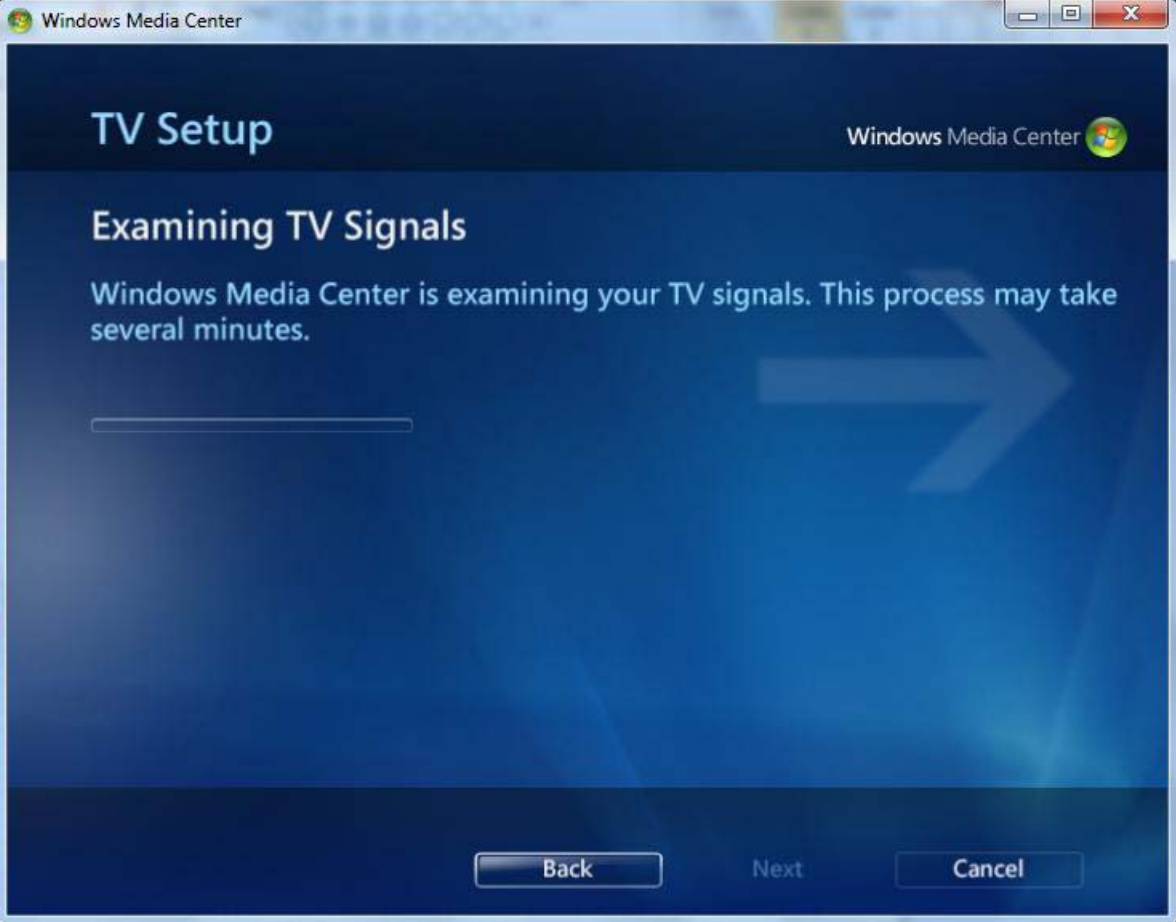 Windows Media Center
TV Setup
Windows Media Center
Examining TV Signals
Windows Media Center is examining your TV signals. This process may take
several minutes.
Back
Next
Cancel